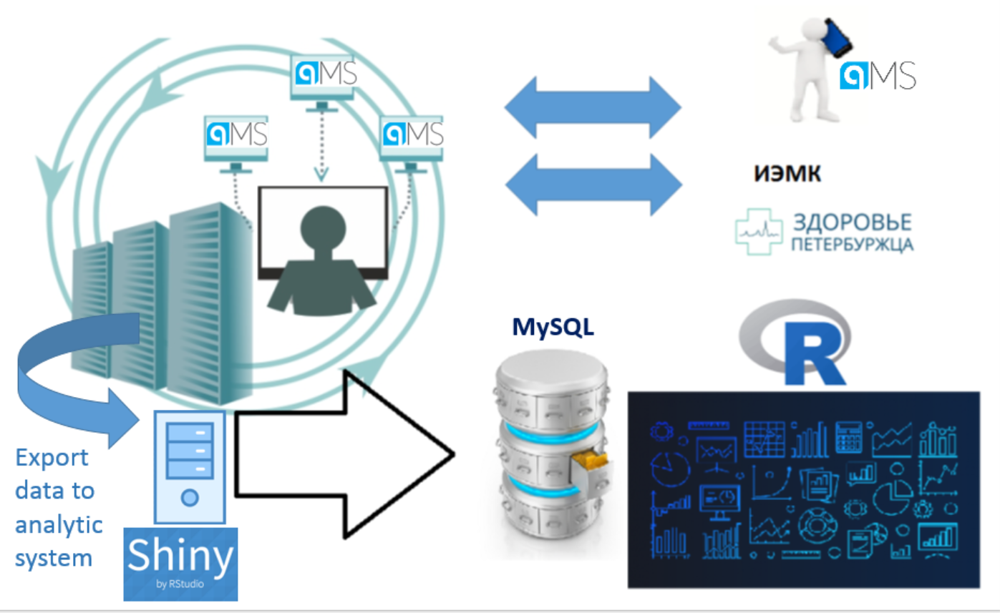 qMS
qMS
qMS
qMS
ИЭМК
ЗДОРОВЬЕ
ПЕТЕРБУРЖЦА
MySQL
R
Export
data to
analytic
system
Shiny
by RStudio